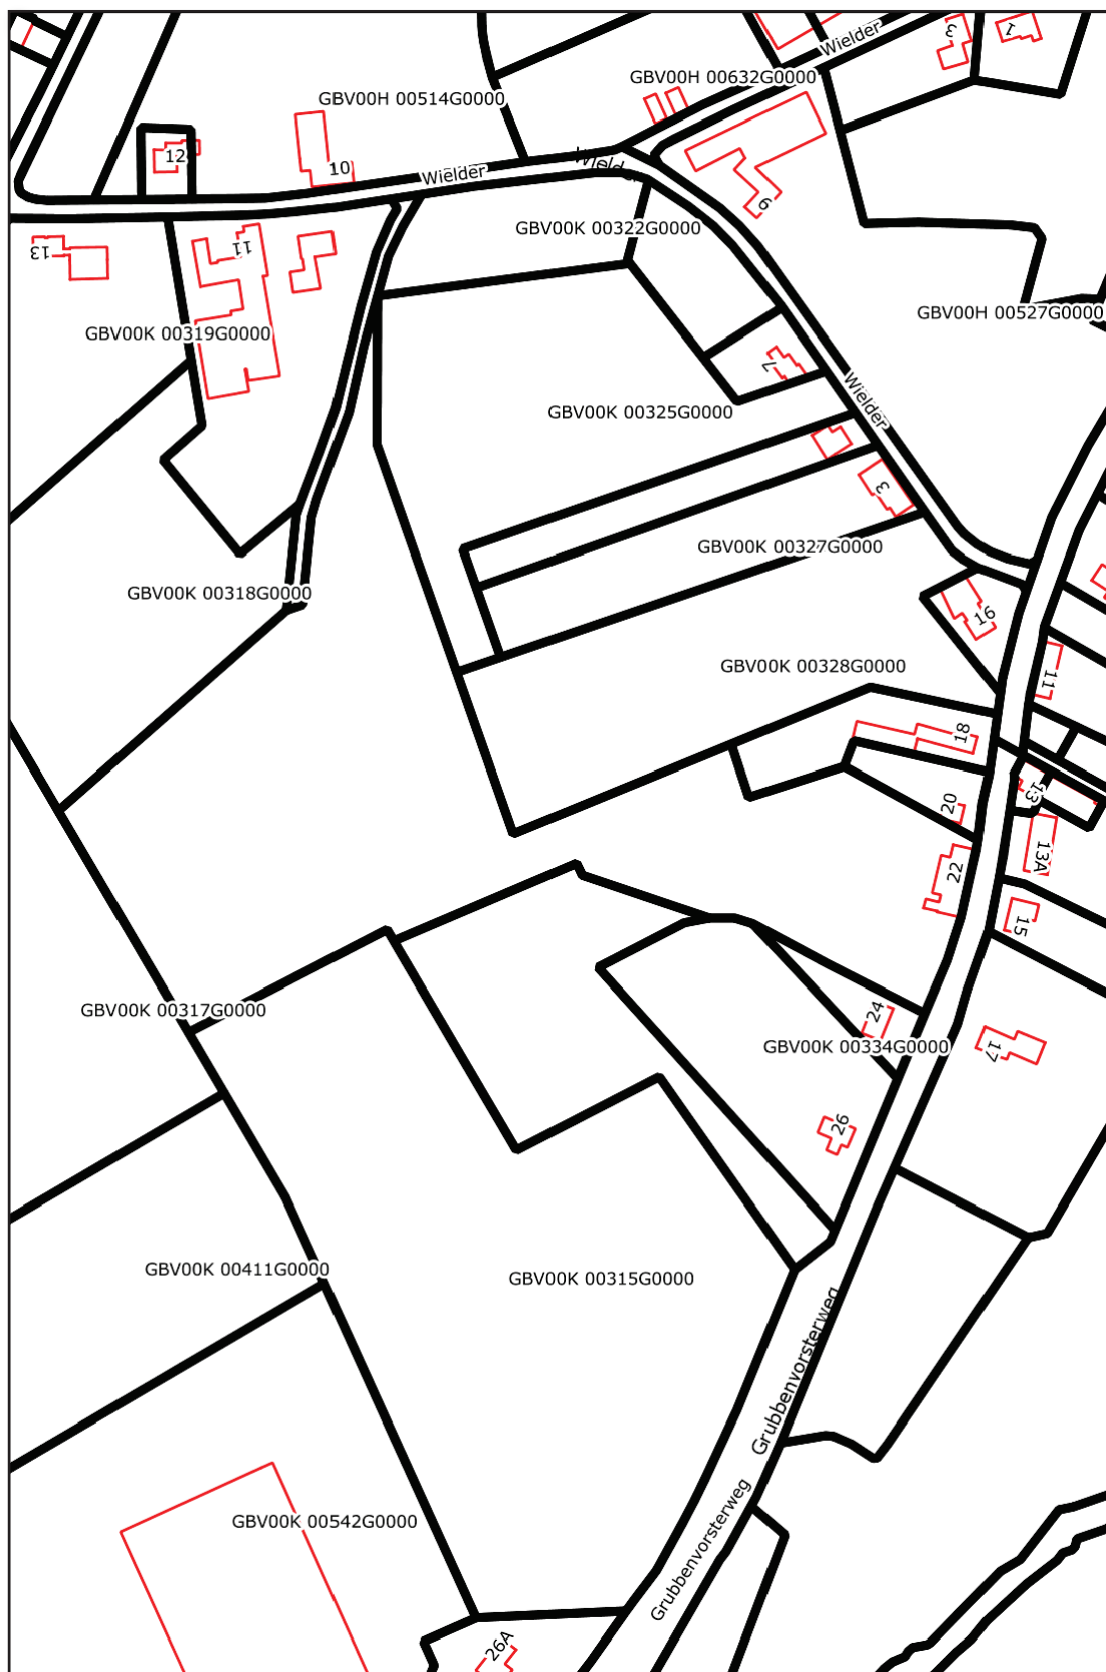 Wielder
3
1
GBV00H 00632G0000
GBV00H 00514G0000
12
10
Wielder
Wield
9
GBV00K 00322G0000
13
11
GBV00H 00527G0000
GBV00K 00319G0000
7
Wielder
GBV00K 00325G0000
3
GBV00K 00327G0000
GBV00K 00318G0000
16
GBV00K 00328G0000
11
18
13
20
13A
22
15
GBV00K 00317G0000
24
GBV00K 00334G0000
17
26
GBV00K 00411G0000
GBV00K 00315G0000
Grubbenvorsterweg
GBV00K 00542G0000
Grubbenvorsterweg
26A